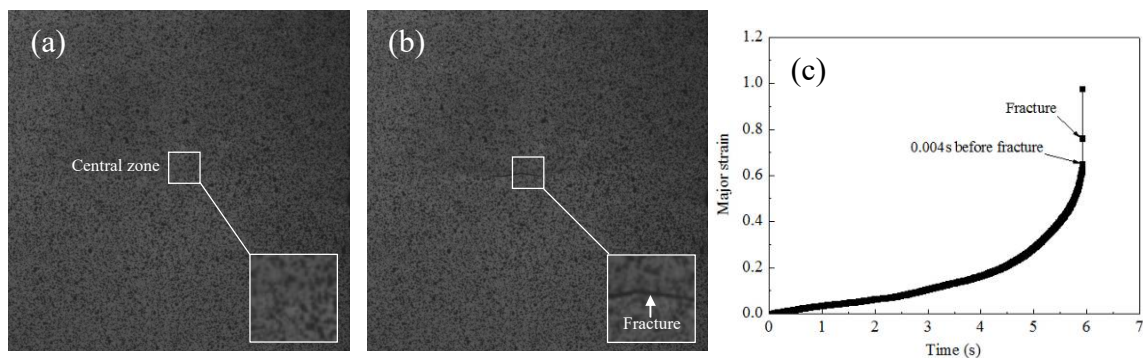 (a)
Central zone
(b)
Fracture
(c)
1.2
1.0
0.8
0.6
0.4
0.2
0.0
Major strain
Fracture
0.004s before fracture
0 1 2 3 4 5 6 7
Time (s)